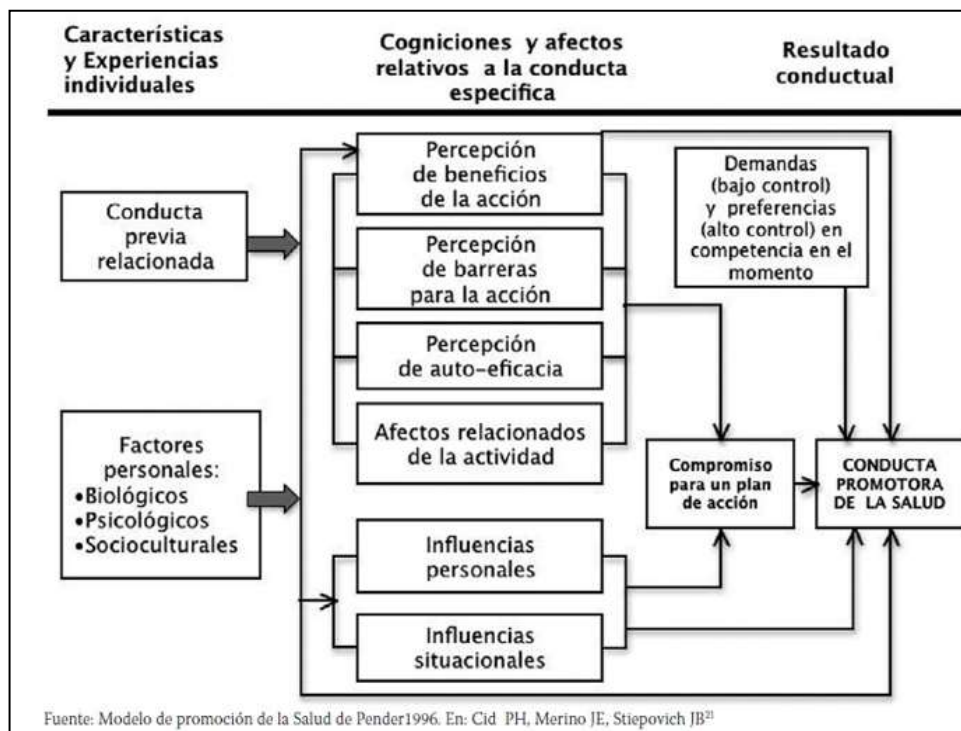 Características
y Experiencias
individuales
Cogniciones y afectos
relativos a la conducta
especifica
Resultado
conductual
Conducta
previa
relacionada
Factores
personales:
•Biológicos
•Psicológicos
•Socioculturales
Percepción
de beneficios
de la acción
Percepción
de barreras
para la acción
Percepción
de auto-eficacia
Afectos relacionados
de la actividad
Influencias
personales
Influencias
situacionales
Demandas
(bajo control)
y preferencias
(alto control) en
competencia en el
momento
Compromiso
para un plan
de acción
CONDUCTA
PROMOTORA
DE LA SALUD
Fuente: Modelo de promoción de la Salud de Pender1996. En: Cid PH, Merino JE, Stiepovich JB²¹